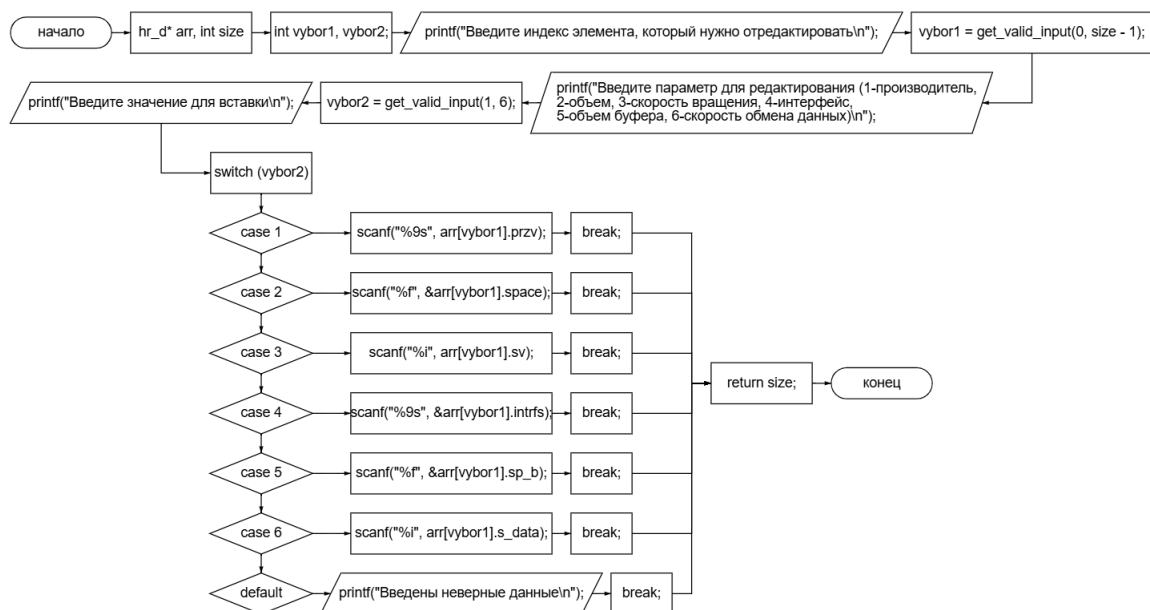 начало
hr_d* arr, int size
int vybor1, vybor2;
printf("Введите индекс элемента, который нужно отредактировать\n");
vybor1 = get_valid_input(0, size - 1);
printf("Введите параметр для редактирования (1-производитель,
2-объем, 3-скорость вращения, 4-интерфейс,
5-объем буфера, 6-скорость обмена данных)\n");
vybor2 = get_valid_input(1, 6);
printf("Введите значение для вставки\n");
switch (vybor2)
case 1
scanf("%9s", arr[vybor1].przv);
break;
case 2
scanf("%f", &arr[vybor1].space);
break;
case 3
scanf("%i", arr[vybor1].sv);
break;
case 4
scanf("%9s", &arr[vybor1].intrfs);
break;
case 5
scanf("%f", &arr[vybor1].sp_b);
break;
case 6
scanf("%i", arr[vybor1].s_data);
break;
default
printf("Введены неверные данные\n");
break;
return size;
конец